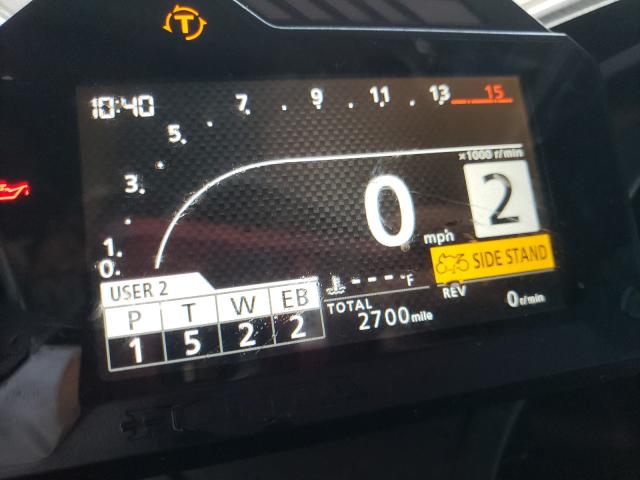 T
10:40
7. 9 11 13 15
5.
3.
1.
0.
×1000 r/min
0 mph
2
SIDE STAND
USER 2
P T W EB
1 5 2 2
---- °F
TOTAL
2700 mile
REV
0 r/min